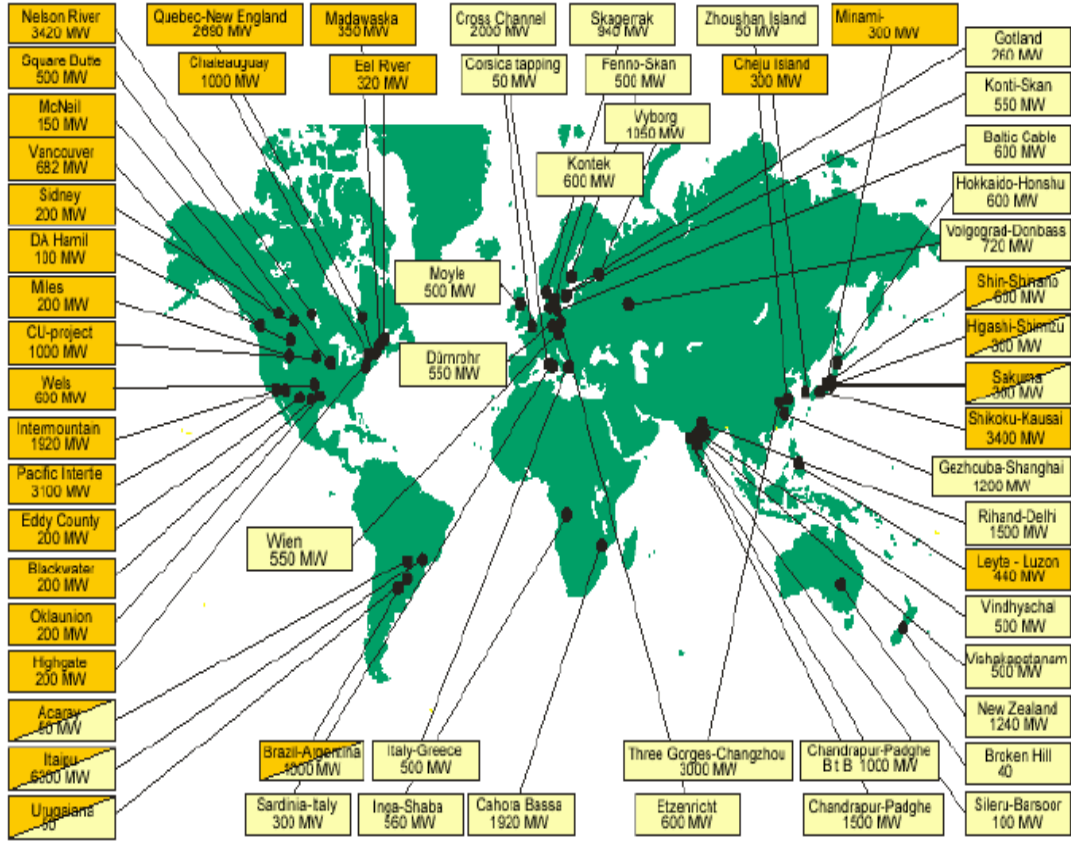 Nelson River
3420 MW
Quebec-New England
2690 MW
Madawaska
350 MW
Cross Channel
2000 MW
Skagerrak
940 MW
Zhoushan Island
50 MW
Minami-
300 MW
Gotland
260 MW
Square Butte
500 MW
Chateauguay
1000 MW
Eel River
320 MW
Corsica tapping
50 MW
Fenno-Skan
500 MW
Cheju Island
300 MW
Konti-Skan
550 MW
McNeil
150 MW
Vyborg
1050 MW
Baltic Cable
600 MW
Vancouver
682 MW
Kontek
600 MW
Hokkaido-Honshu
600 MW
Sidney
200 MW
Volgograd-Donbass
720 MW
DA Hamil
100 MW
Moyle
500 MW
Shin-Shinano
600 MW
Miles
200 MW
Higashi-Shimizu
300 MW
CU-project
1000 MW
Dürnrohr
550 MW
Sakuma
300 MW
Wels
600 MW
Shikoku-Kausai
3400 MW
Intermountain
1920 MW
Gezhouba-Shanghai
1200 MW
Pacific Intertie
3100 MW
Rihand-Delhi
1500 MW
Eddy County
200 MW
Wien
550 MW
Leyte - Luzon
440 MW
Blackwater
200 MW
Vindhyachal
500 MW
Oklaunion
200 MW
Vishakapatanam
500 MW
Highgate
200 MW
New Zealand
1240 MW
Acaray
50 MW
Broken Hill
40
Itaipu
6300 MW
Brazil-Argentina
1000 MW
Italy-Greece
500 MW
Three Gorges-Changzhou
3000 MW
Chandrapur-Padghe
B t B 1000 MW
Sileru-Barsoor
100 MW
Urugaiana
50
Sardinia-Italy
300 MW
Inga-Shaba
560 MW
Cahora Bassa
1920 MW
Etzenricht
600 MW
Chandrapur-Padghe
1500 MW